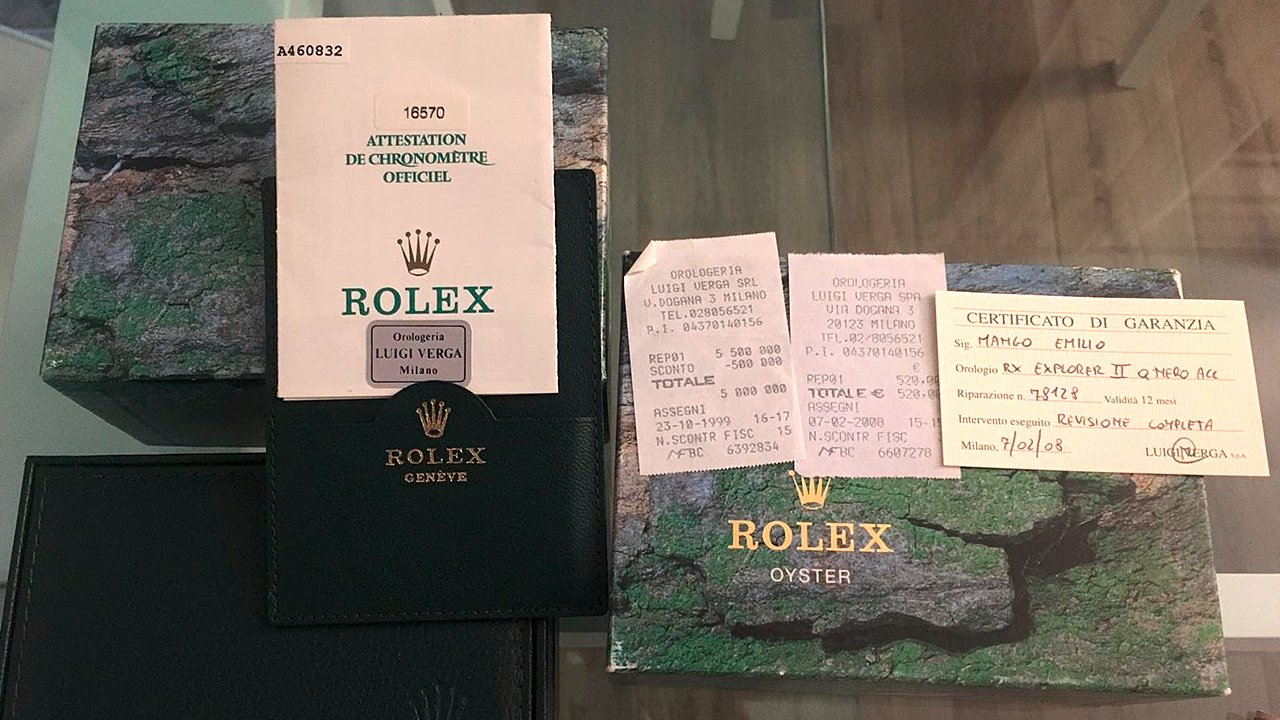 A460832
16570
ATTESTATION
DE CHRONOMÈTRE
OFFICIEL
ROLEX
Orologeria
LUIGI VERGA
Milano
ROLEX
GENÈVE
OROLOGERIA
LUIGI VERGA SRL
V.DOGANA 3 MILANO
TEL.028056521
P.I. 04370140156
REP01 5 500 000
SCONTO -500 000
TOTALE
5 000 000
ASSEGNI
23-10-1999 16-17
N.SCONTR FISC 15
MFBC 6392834
OROLOGERIA
LUIGI VERGA SPA
VIA DOGANA 3
20123 MILANO
TEL.02/8056521
P.I. 04370140156
€
REP01 520,00
TOTALE € 520,00
ASSEGNI
07-02-2008 15-1
N.SCONTR FISC
MFBC 6607278
CERTIFICATO DI GARANZIA
Sig. MANGO EMILIO
Orologio RX EXPLORER II Q NERO ACC
Riparazione n. 78128 Validità 12 mesi
Intervento eseguito REVISIONE COMPLETA
Milano, 7/02/08 LUIGI VERGA S.p.A.
ROLEX
OYSTER